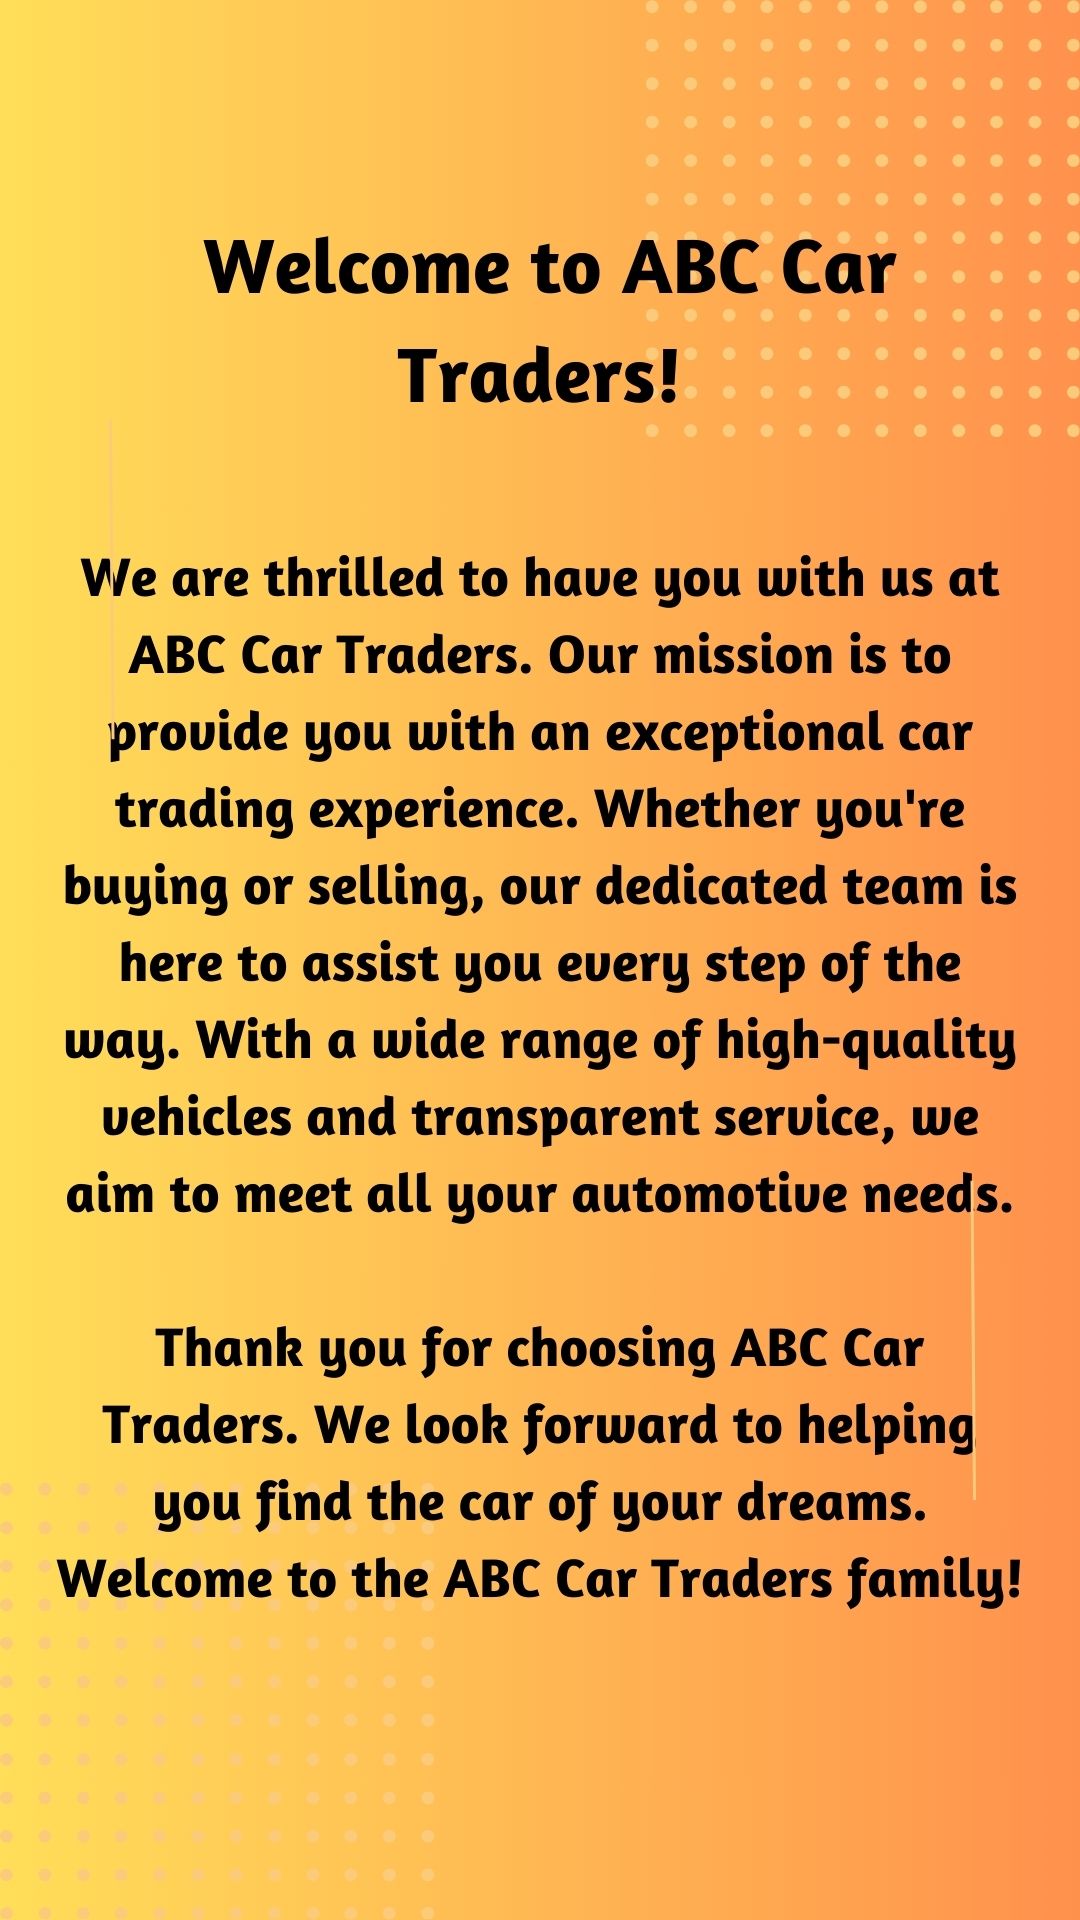 Welcome to ABC Car
Traders!
We are thrilled to have you with us at
ABC Car Traders. Our mission is to
provide you with an exceptional car
trading experience. Whether you're
buying or selling, our dedicated team is
here to assist you every step of the
way. With a wide range of high-quality
vehicles and transparent service, we
aim to meet all your automotive needs.
Thank you for choosing ABC Car
Traders. We look forward to helping
you find the car of your dreams.
Welcome to the ABC Car Traders family!